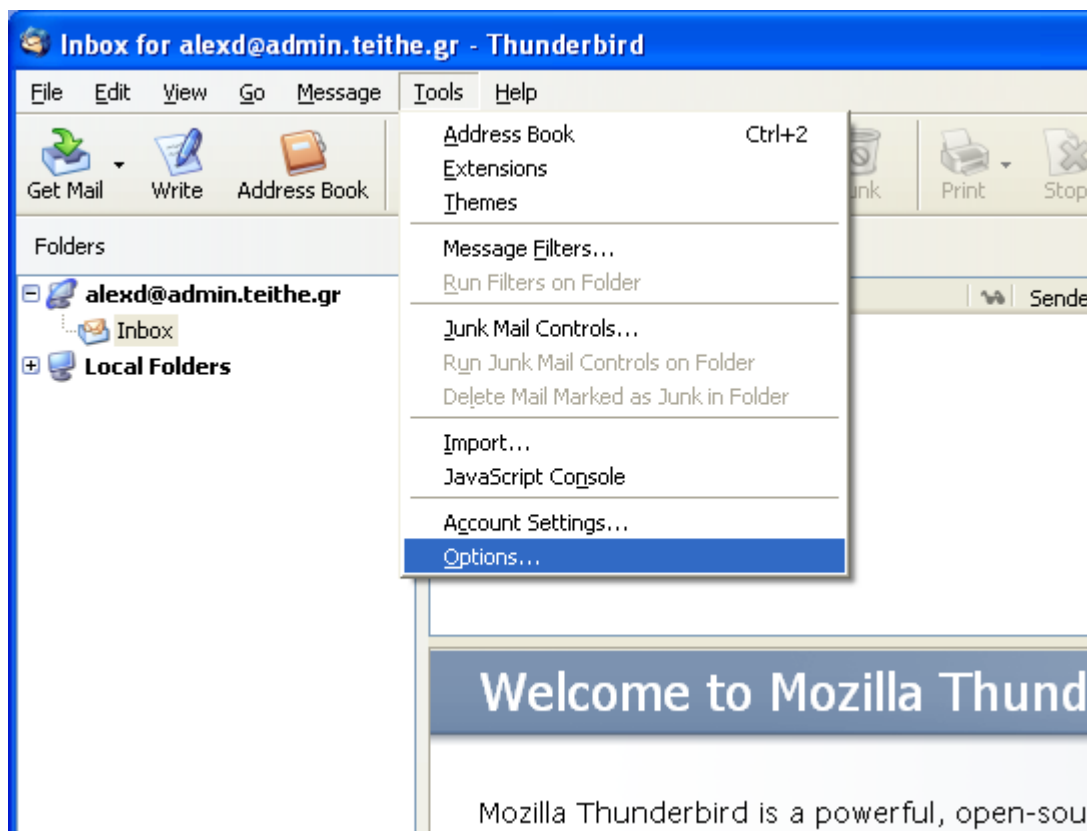 Inbox for alexd@admin.teithe.gr - Thunderbird
File Edit View Go Message Tools Help
Get Mail Write Address Book Print Stop
Address Book Ctrl+2
Extensions
Themes
Message Filters...
Run Filters on Folder
Junk Mail Controls...
Run Junk Mail Controls on Folder
Delete Mail Marked as Junk in Folder
Import...
JavaScript Console
Account Settings...
Options...
Folders
alexd@admin.teithe.gr
Inbox
Local Folders
Sende
Welcome to Mozilla Thund
Mozilla Thunderbird is a powerful, open-sou